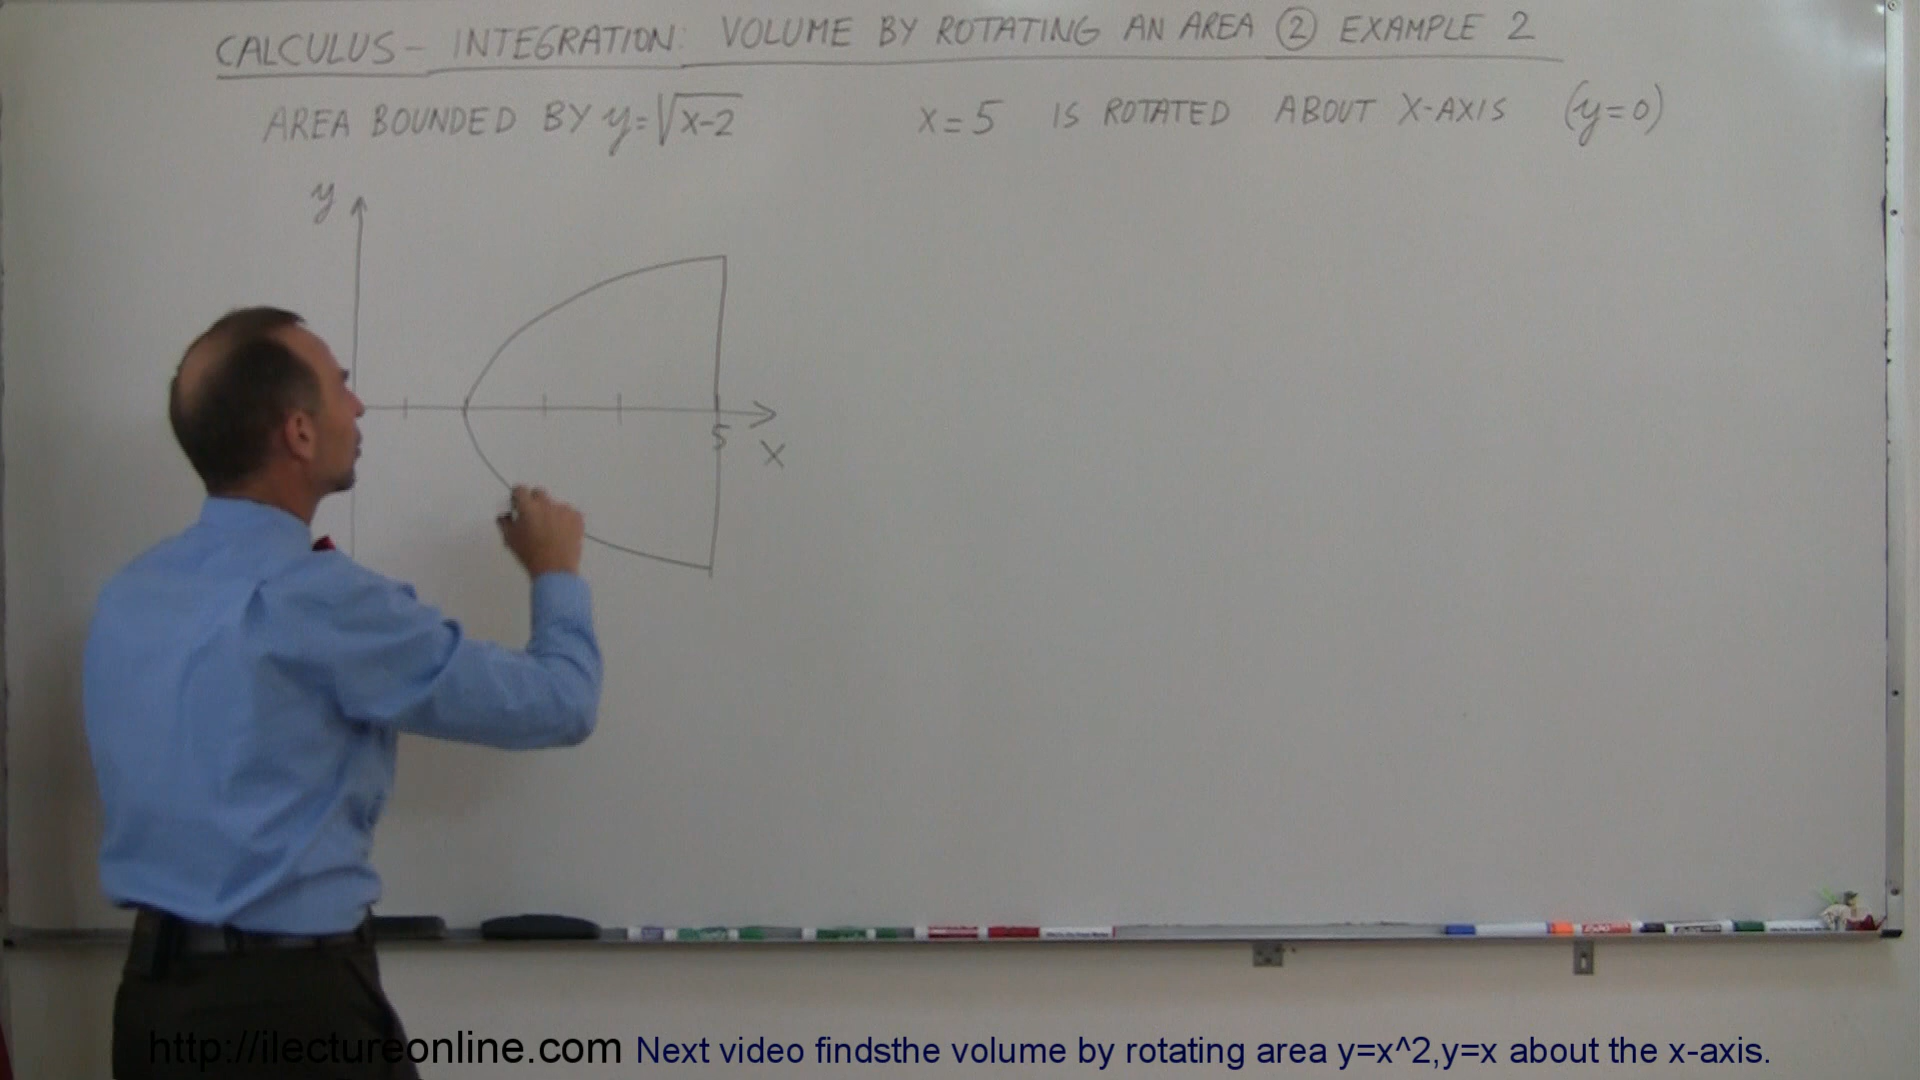 CALCULUS - INTEGRATION: VOLUME BY ROTATING AN AREA ② EXAMPLE 2
AREA BOUNDED BY y=√x-2 x=5 IS ROTATED ABOUT X-AXIS (y=0)
y
5
X
http://ilectureonline.com Next video findsthe volume by rotating area y=x^2,y=x about the x-axis.